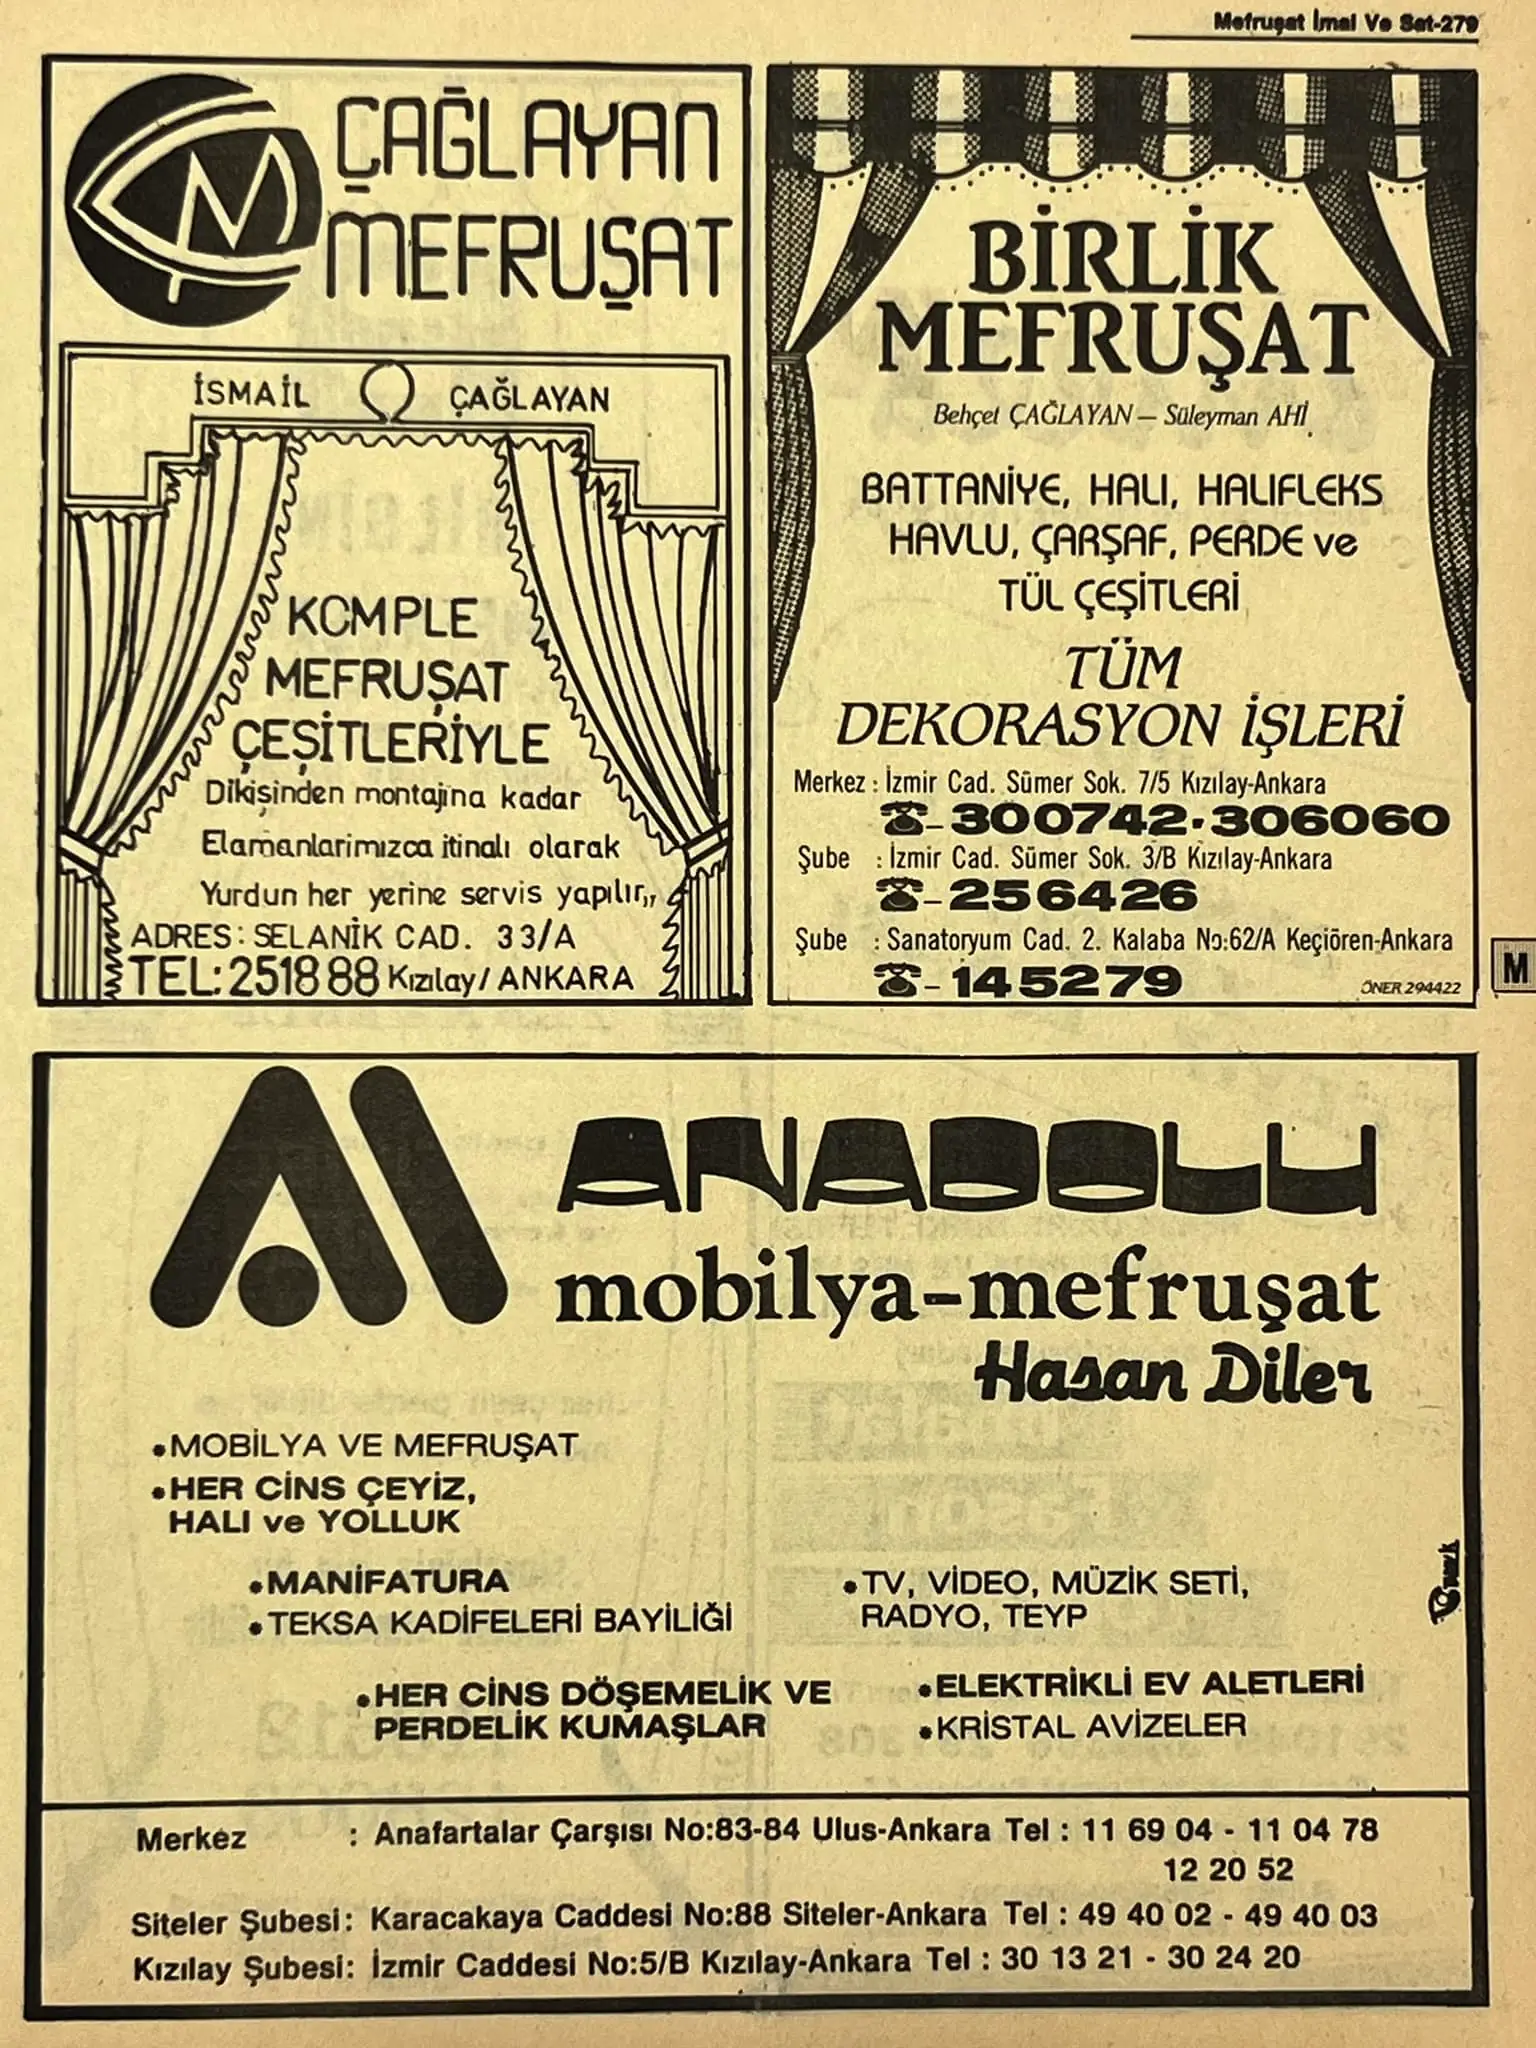 Mefruşat İmal Ve Sat-279
ÇAĞLAYAN
MEFRUŞAT
İSMAİL ÇAĞLAYAN
KOMPLE
MEFRUŞAT
ÇEŞİTLERİYLE
Dikişinden montajına kadar
Elamanlarımızca itinalı olarak
Yurdun her yerine servis yapılır,,
ADRES: SELANİK CAD. 33/A
TEL: 251888 Kızılay/ANKARA
BİRLİK
MEFRUŞAT
Behçet ÇAĞLAYAN — Süleyman AHİ
BATTANİYE, HALI, HALIFLEKS
HAVLU, ÇARŞAF, PERDE ve
TÜL ÇEŞİTLERİ
TÜM
DEKORASYON İŞLERİ
Merkez : İzmir Cad. Sümer Sok. 7/5 Kızılay-Ankara
☎- 300742·306060
Şube : İzmir Cad. Sümer Sok. 3/B Kızılay-Ankara
☎- 256426
Şube : Sanatoryum Cad. 2. Kalaba No:62/A Keçiören-Ankara
☎- 145279
ÖNER 294422
M
ANADOLU
mobilya-mefruşat
Hasan Diler
•MOBİLYA VE MEFRUŞAT
•HER CİNS ÇEYİZ,
HALI ve YOLLUK
•MANİFATURA
•TEKSA KADİFELERİ BAYİLİĞİ
•HER CİNS DÖŞEMELİK VE
PERDELİK KUMAŞLAR
•TV, VİDEO, MÜZİK SETİ,
RADYO, TEYP
•ELEKTRİKLİ EV ALETLERİ
•KRİSTAL AVİZELER
Merkez : Anafartalar Çarşısı No:83-84 Ulus-Ankara Tel : 11 69 04 - 11 04 78
12 20 52
Siteler Şubesi: Karacakaya Caddesi No:88 Siteler-Ankara Tel : 49 40 02 - 49 40 03
Kızılay Şubesi: İzmir Caddesi No:5/B Kızılay-Ankara Tel : 30 13 21 - 30 24 20